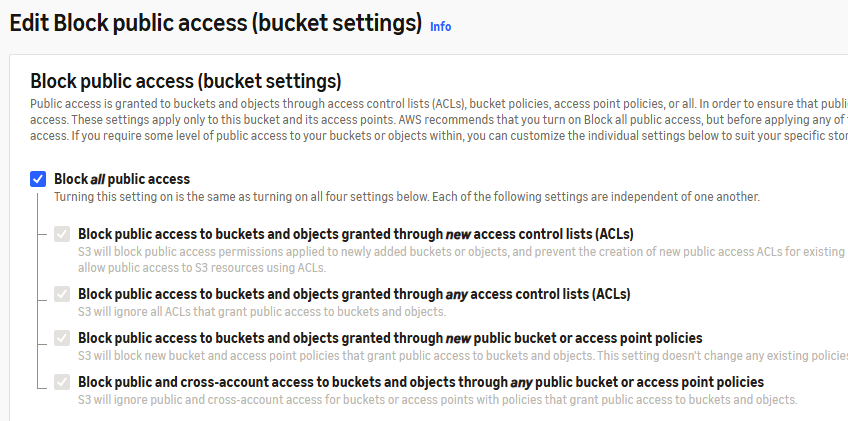 Edit Block public access (bucket settings) Info
Block public access (bucket settings)
Public access is granted to buckets and objects through access control lists (ACLs), bucket policies, access point policies, or all. In order to ensure that publi
access. These settings apply only to this bucket and its access points. AWS recommends that you turn on Block all public access, but before applying any of
access. If you require some level of public access to your buckets or objects within, you can customize the individual settings below to suit your specific stor
Block all public access
Turning this setting on is the same as turning on all four settings below. Each of the following settings are independent of one another.
Block public access to buckets and objects granted through new access control lists (ACLs)
S3 will block public access permissions applied to newly added buckets or objects, and prevent the creation of new public access ACLs for existing
allow public access to S3 resources using ACLs.
Block public access to buckets and objects granted through any access control lists (ACLs)
S3 will ignore all ACLs that grant public access to buckets and objects.
Block public access to buckets and objects granted through new public bucket or access point policies
S3 will block new bucket and access point policies that grant public access to buckets and objects. This setting doesn't change any existing policies
Block public and cross-account access to buckets and objects through any public bucket or access point policies
S3 will ignore public and cross-account access for buckets or access points with policies that grant public access to buckets and objects.